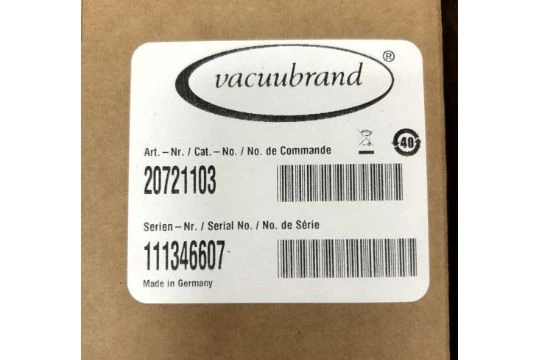 vacuubrand ®
Art.–Nr. / Cat.–No. / No. de Commande
40
20721103
Serien–Nr. / Serial No. / No. de Série
111346607
Made in Germany